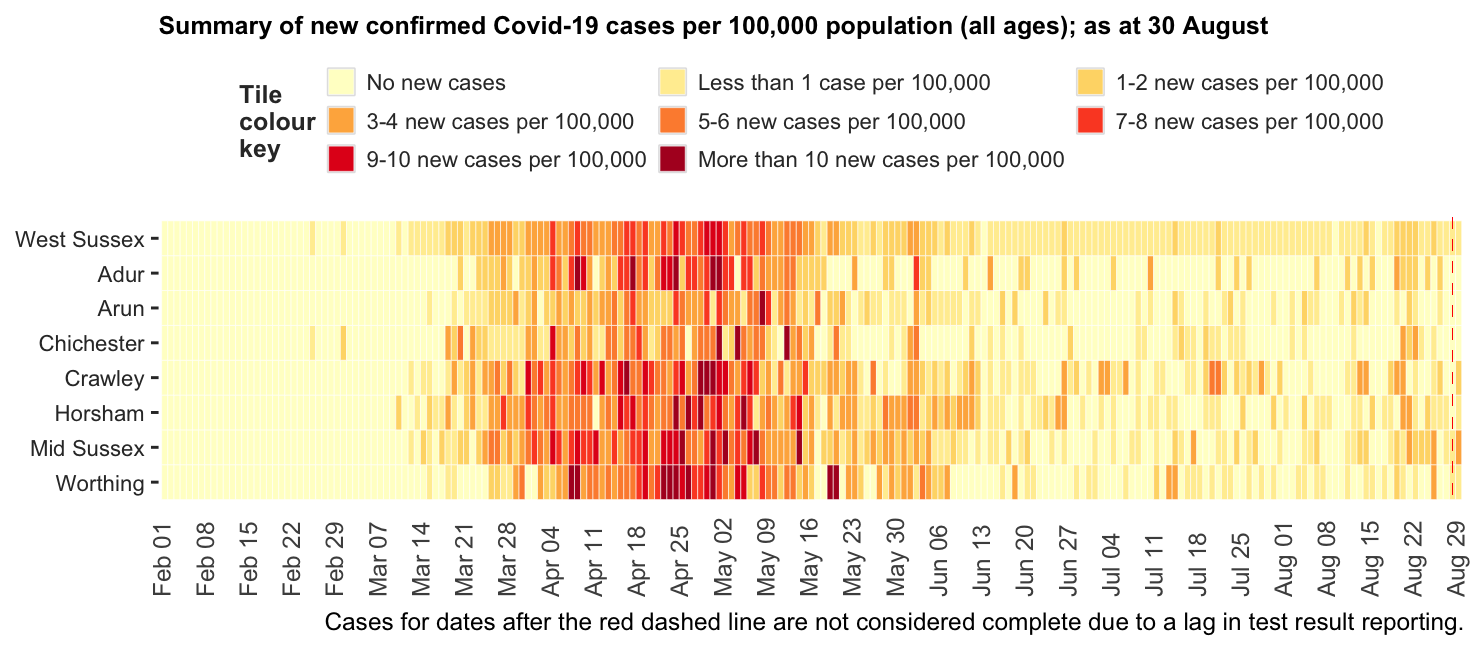 Summary of new confirmed Covid-19 cases per 100,000 population (all ages); as at 30 August
Tile colour key
No new cases
Less than 1 case per 100,000
1-2 new cases per 100,000
3-4 new cases per 100,000
5-6 new cases per 100,000
7-8 new cases per 100,000
9-10 new cases per 100,000
More than 10 new cases per 100,000
West Sussex
Adur
Arun
Chichester
Crawley
Horsham
Mid Sussex
Worthing
Feb 01
Feb 08
Feb 15
Feb 22
Feb 29
Mar 07
Mar 14
Mar 21
Mar 28
Apr 04
Apr 11
Apr 18
Apr 25
May 02
May 09
May 16
May 23
May 30
Jun 06
Jun 13
Jun 20
Jun 27
Jul 04
Jul 11
Jul 18
Jul 25
Aug 01
Aug 08
Aug 15
Aug 22
Aug 29
Cases for dates after the red dashed line are not considered complete due to a lag in test result reporting.